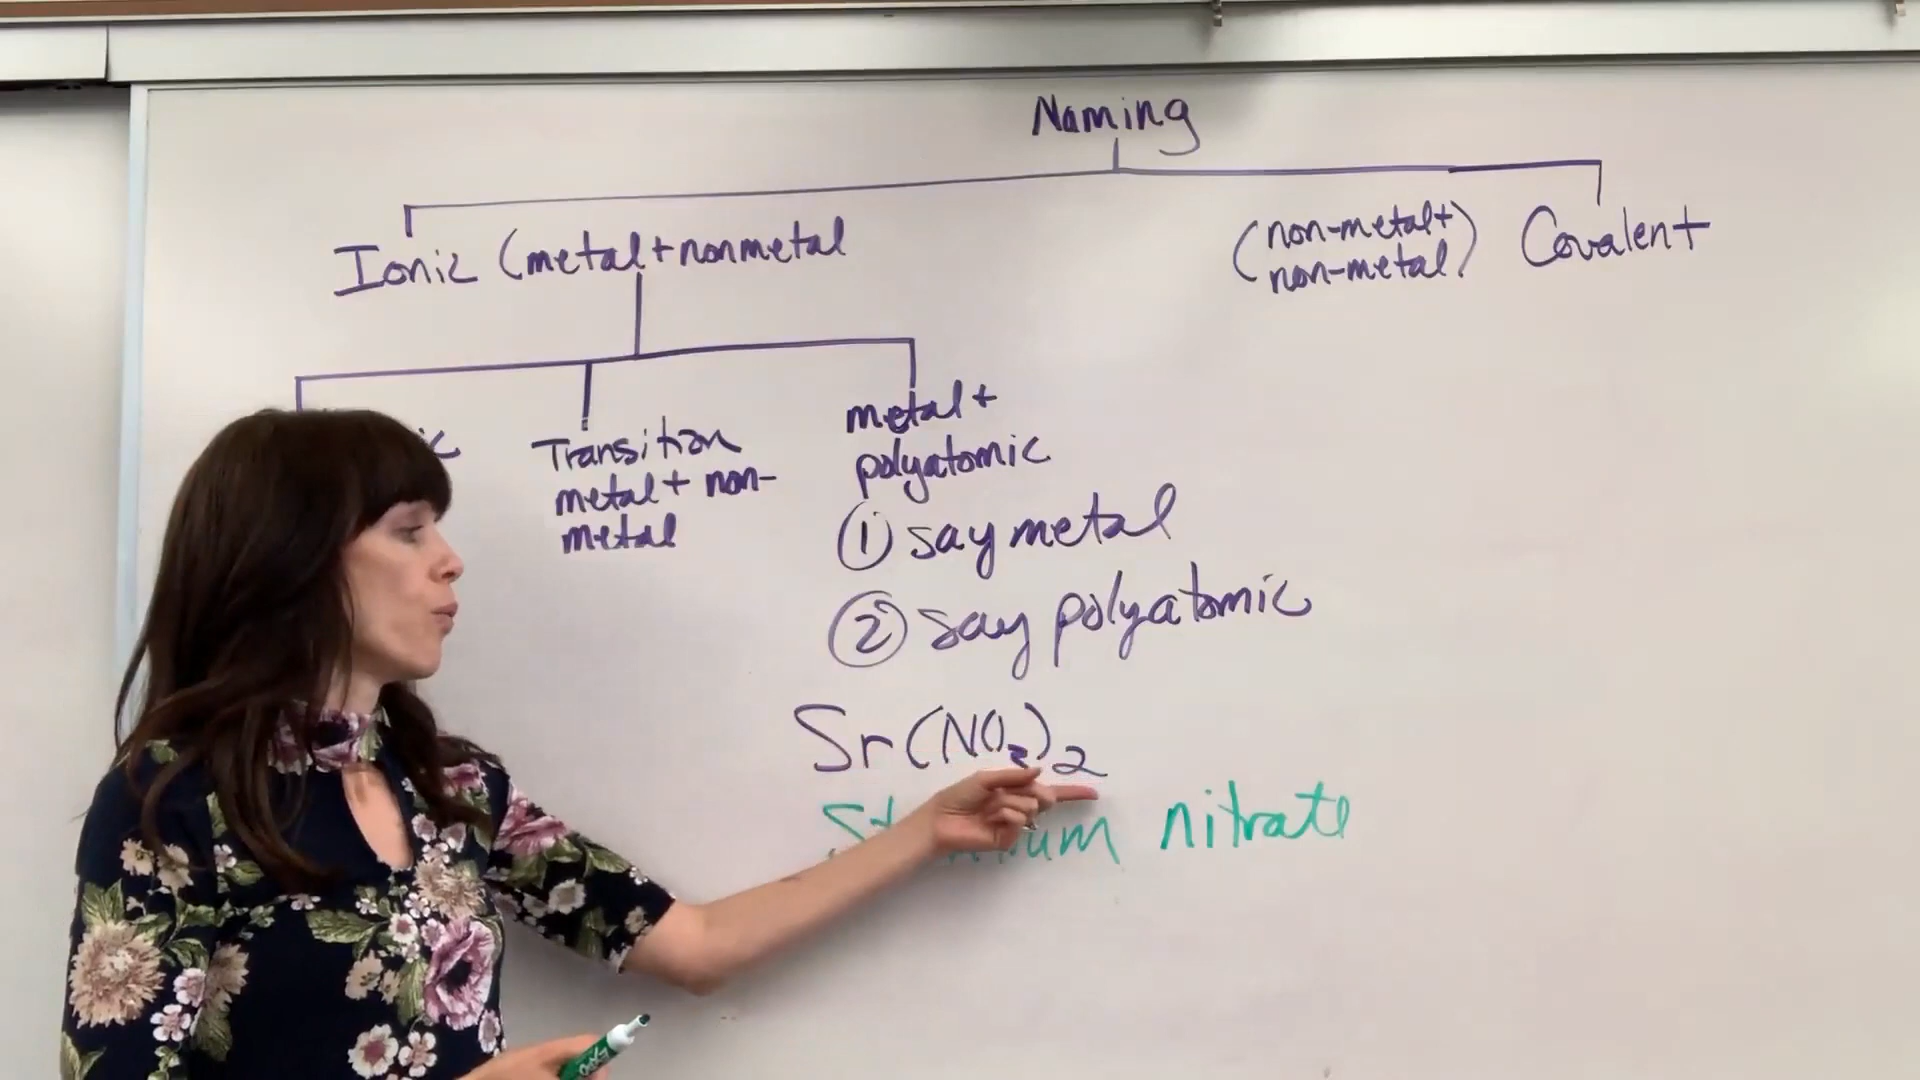 Naming
Ionic (metal+nonmetal
(non-metal+
non-metal)
Covalent
Transition
metal + non-
metal
metal+
polyatomic
① say metal
② say polyatomic
Sr(NO₃)₂
nitrate
EXPO